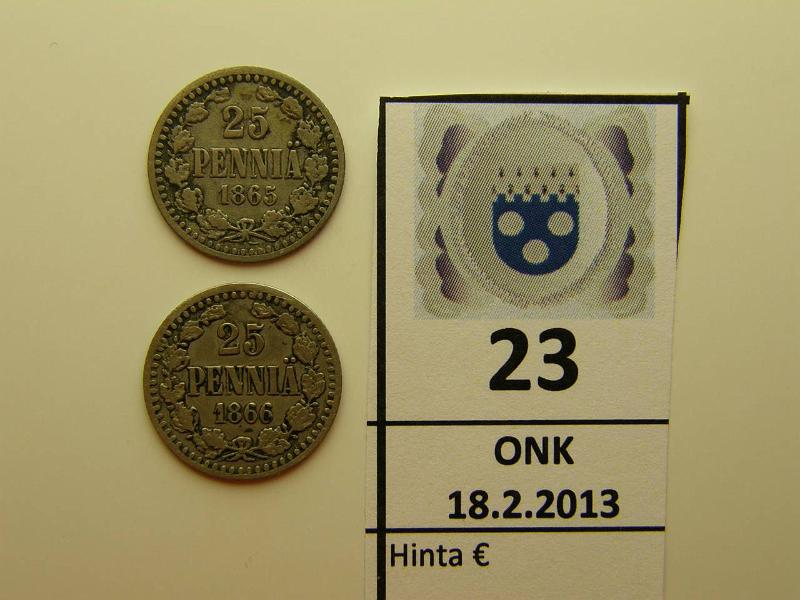 25
PENNIÄ
1865
25
PENNIÄ
1866
23
ONK
18.2.2013
Hinta €